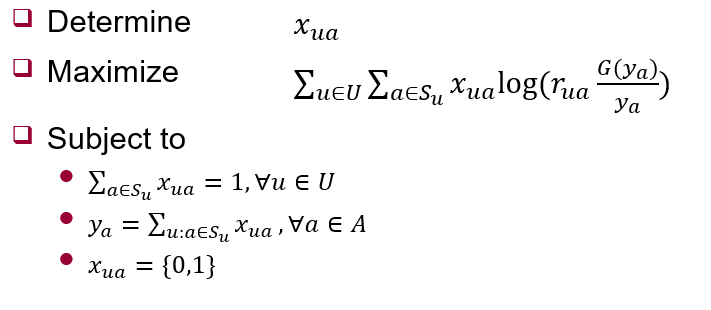 ❑ Determine x_{ua}
❑ Maximize ∑_{u∈U} ∑_{a∈S_u} x_{ua}log(r_{ua} \frac{G(y_a)}{y_a})
❑ Subject to
● ∑_{a∈S_u} x_{ua} = 1, ∀u ∈ U
● y_a = ∑_{u:a∈S_u} x_{ua} , ∀a ∈ A
● x_{ua} = {0,1}